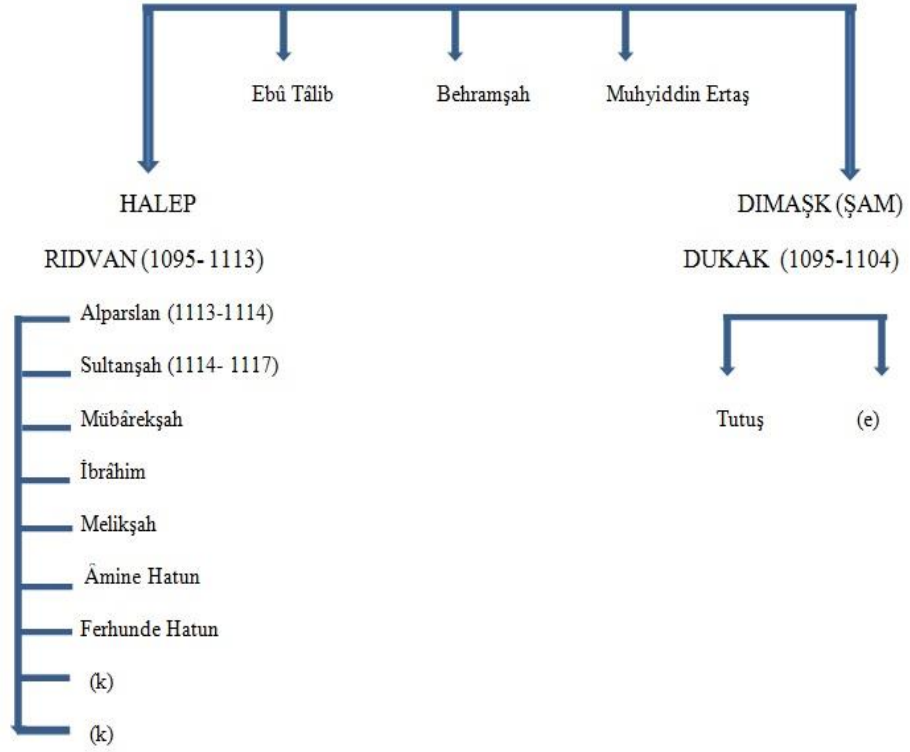 Ebû Tâlib
Behramşah
Muhyiddin Ertaş
HALEP
RIDVAN (1095- 1113)
Alparslan (1113-1114)
Sultanşah (1114- 1117)
Mübârekşah
İbrâhim
Melikşah
Âmine Hatun
Ferhunde Hatun
(k)
(k)
DIMAŞK (ŞAM)
DUKAK (1095-1104)
Tutuş
(e)